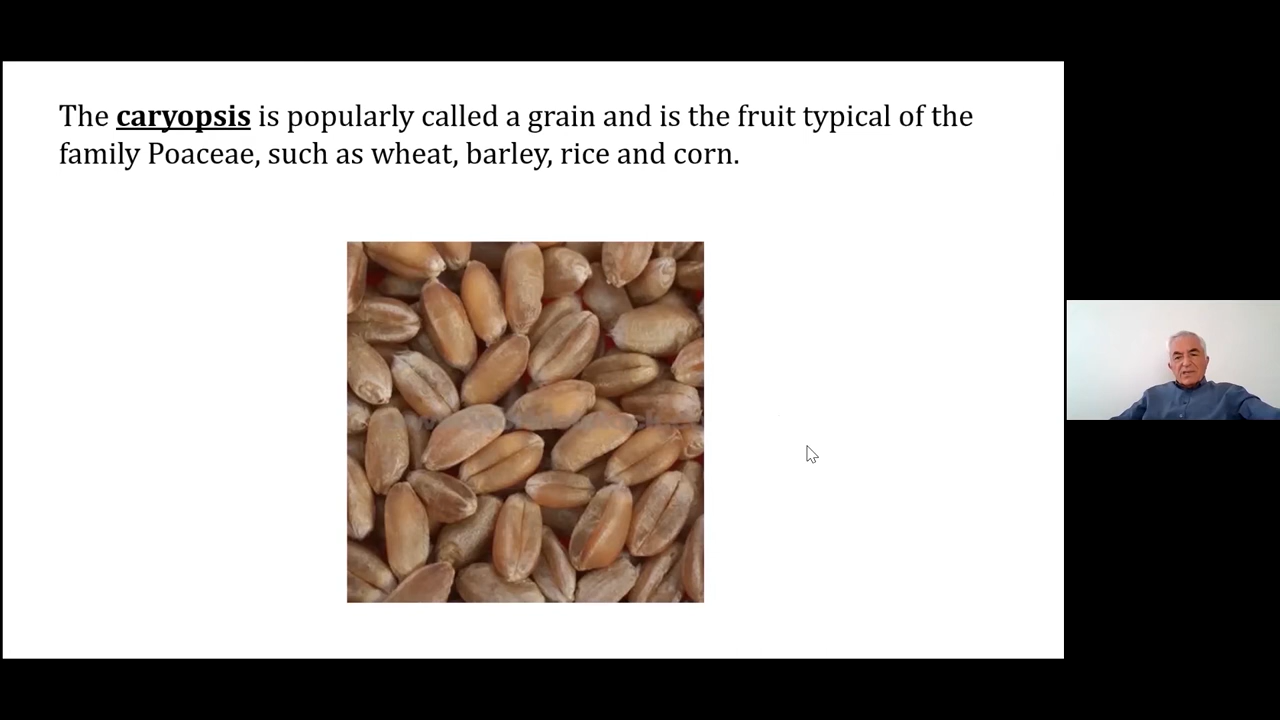 The caryopsis is popularly called a grain and is the fruit typical of the
family Poaceae, such as wheat, barley, rice and corn.